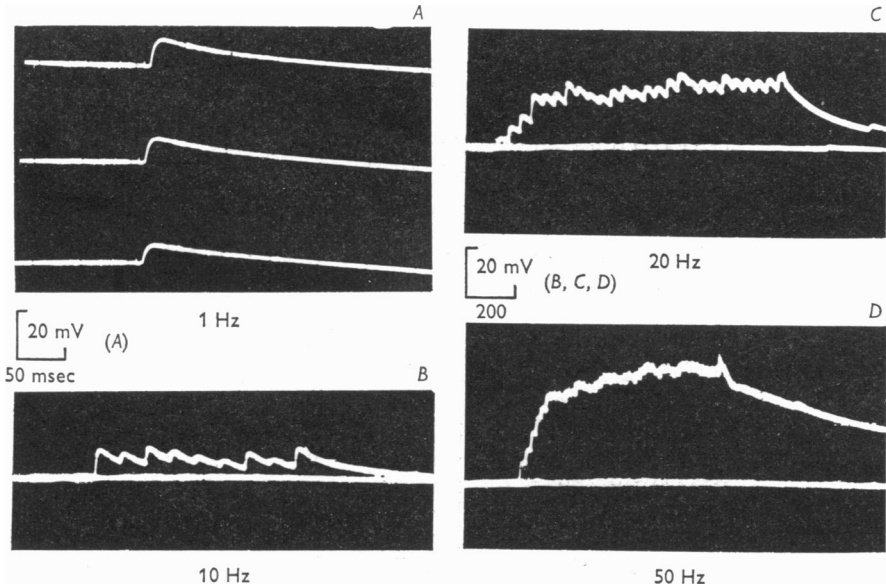 A
1 Hz
20 mV
(A)
50 msec
B
10 Hz
C
20 Hz
20 mV
(B, C, D)
200
D
50 Hz